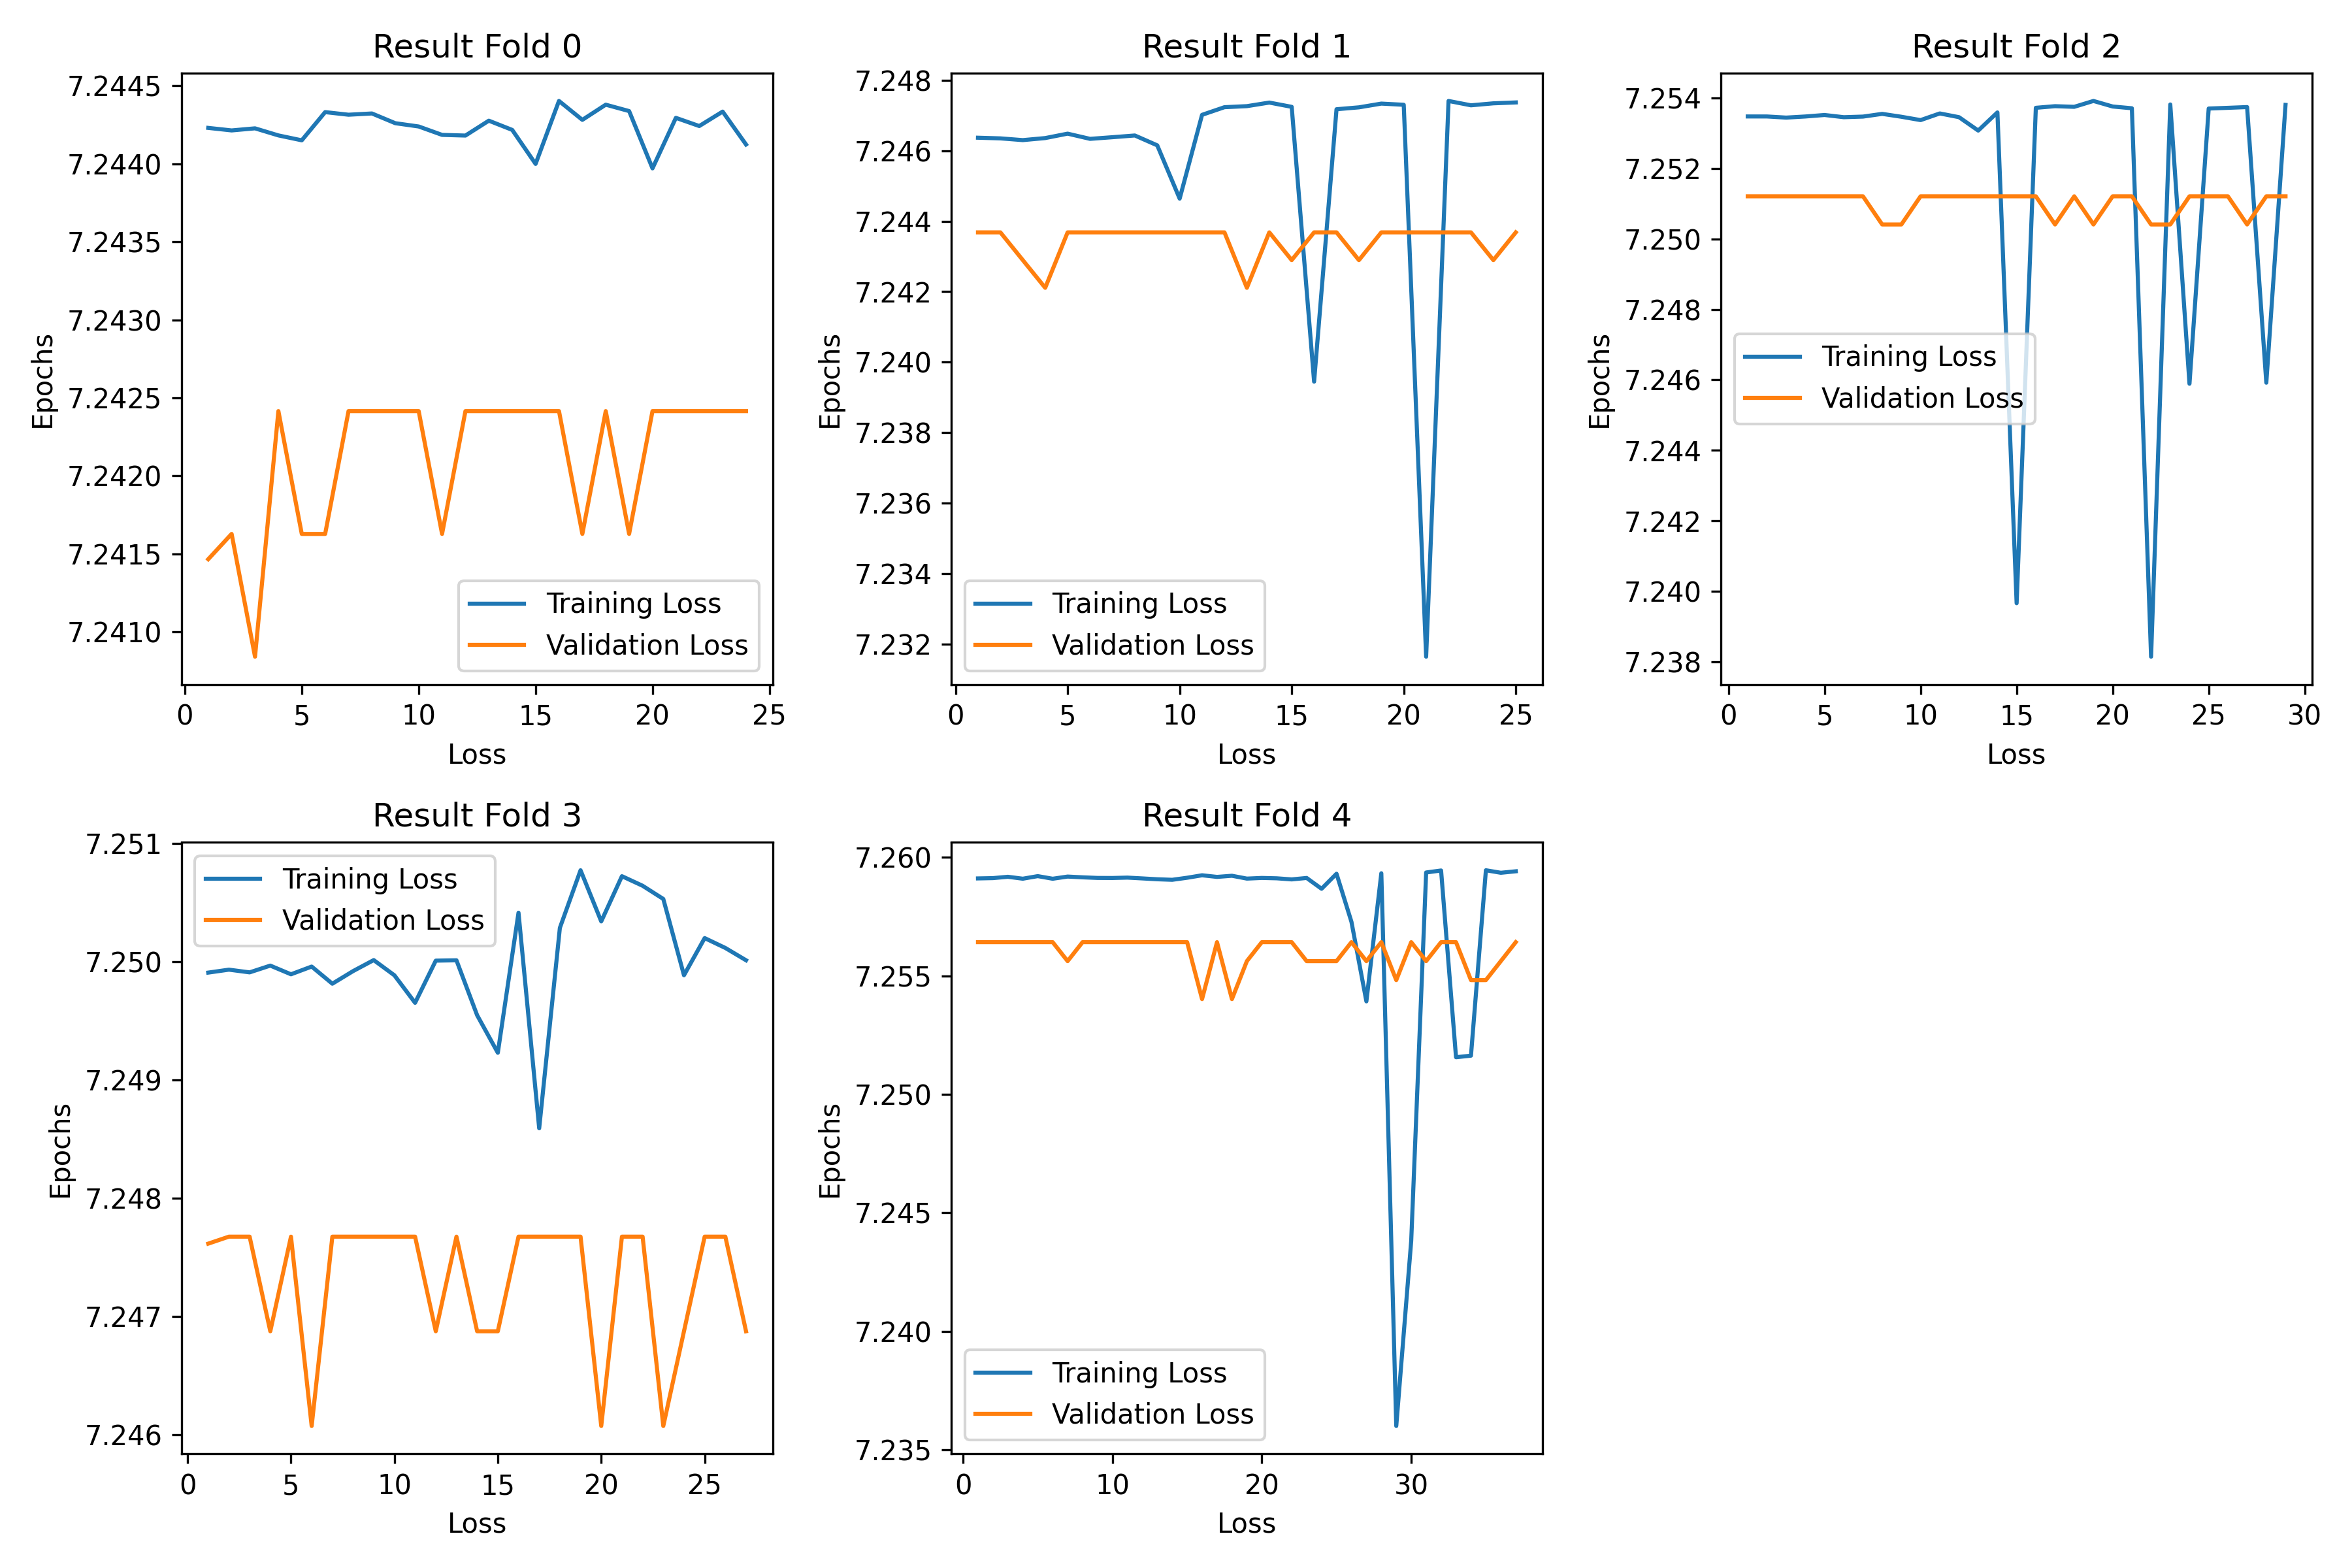 Result Fold 0
7.2445
7.2440
7.2435
7.2430
7.2425
7.2420
7.2415
7.2410
Epochs
Training Loss
Validation Loss
0 5 10 15 20 25
Loss
Result Fold 1
7.248
7.246
7.244
7.242
7.240
7.238
7.236
7.234
7.232
Epochs
Training Loss
Validation Loss
0 5 10 15 20 25
Loss
Result Fold 2
7.254
7.252
7.250
7.248
7.246
7.244
7.242
7.240
7.238
Epochs
Training Loss
Validation Loss
0 5 10 15 20 25 30
Loss
Result Fold 3
7.251
7.250
7.249
7.248
7.247
7.246
Epochs
Training Loss
Validation Loss
0 5 10 15 20 25
Loss
Result Fold 4
7.260
7.255
7.250
7.245
7.240
7.235
Epochs
Training Loss
Validation Loss
0 10 20 30
Loss